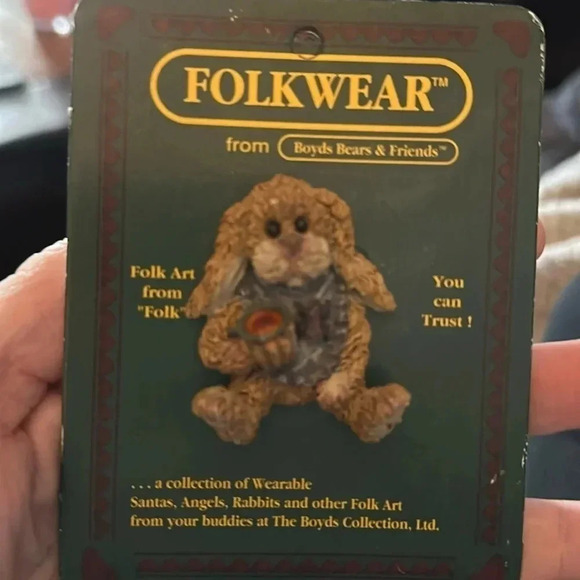 FOLKWEAR™
from Boyds Bears & Friends™
Folk Art
from
"Folk"
You
can
Trust !
. . . a collection of Wearable
Santas, Angels, Rabbits and other Folk Art
from your buddies at The Boyds Collection, Ltd.